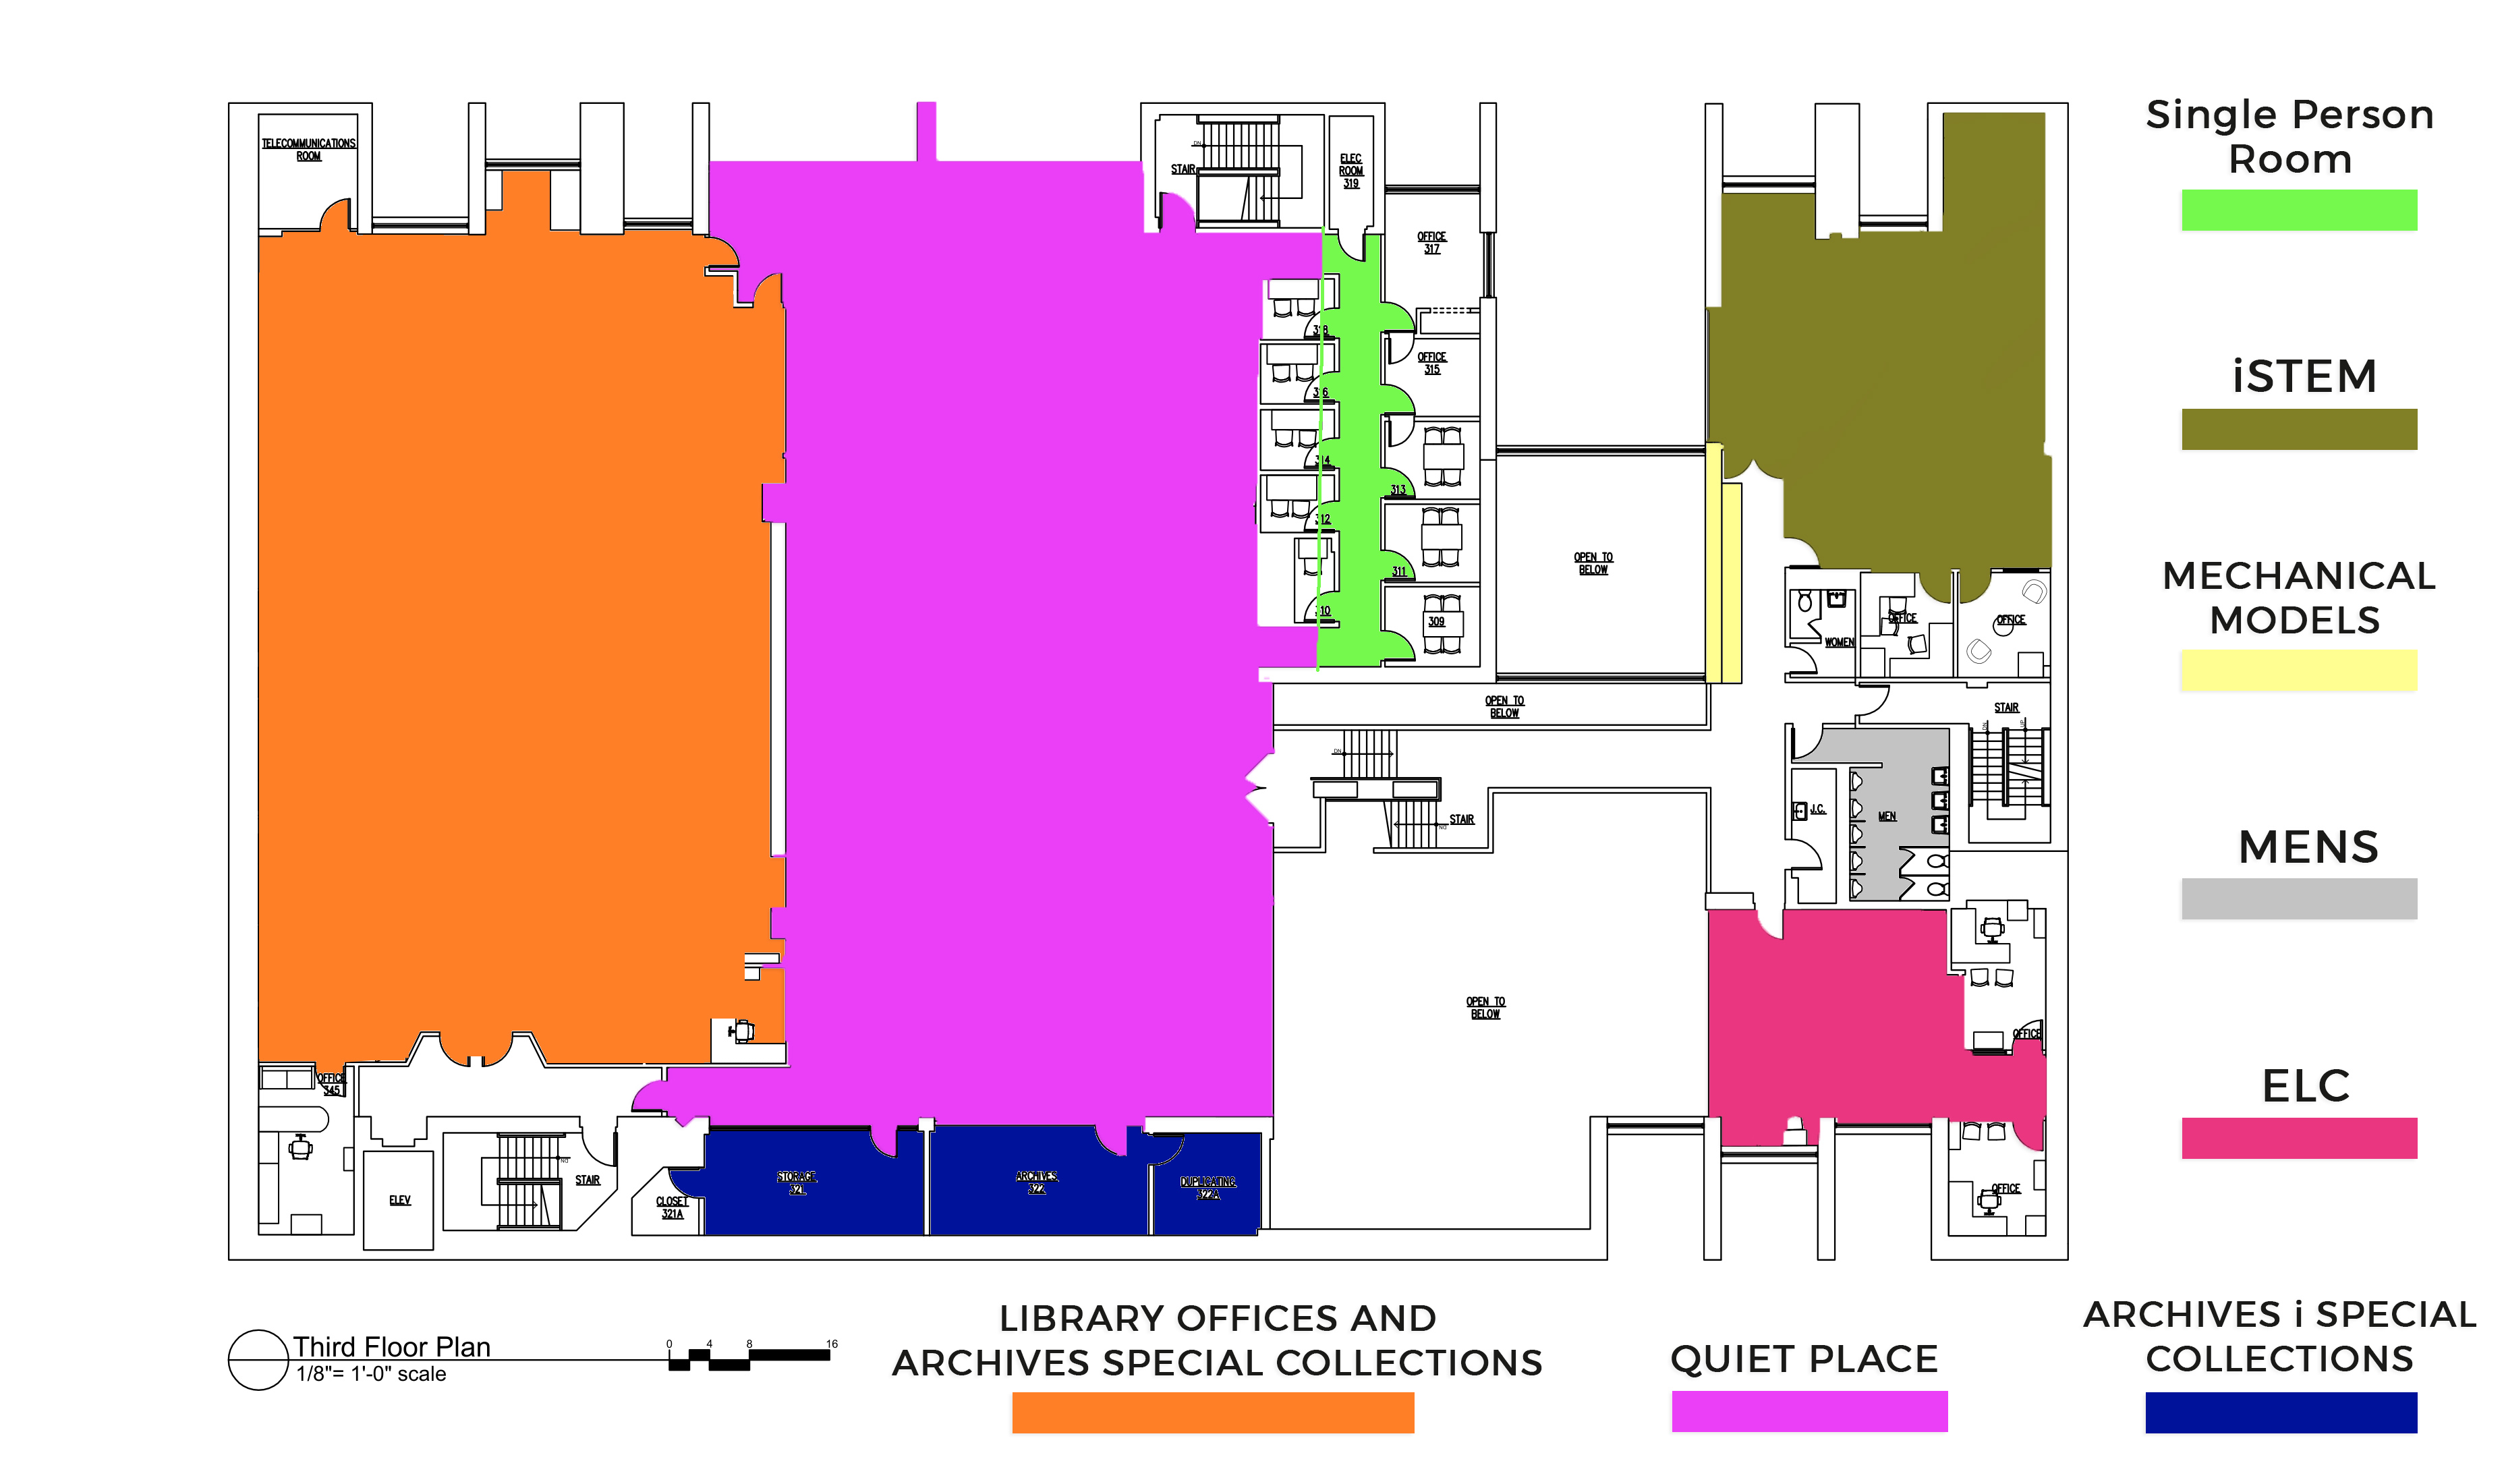 TELECOMMUNICATIONS
ROOM
STAIR
DN
ELEC
ROOM
319
OFFICE
317
318
OFFICE
315
316
314
313
312
311
310
309
OPEN TO
BELOW
OPEN TO
BELOW
DN
STAIR
DN
OPEN TO
BELOW
WOMEN
OFFICE
OFFICE
STAIR
DN
UP
J.C.
MEN
OFFICE
OFFICE
OFFICE
345
ELEV
STAIR
DN
CLOSET
321A
STORAGE
321
ARCHIVES
322
DUPLICATING
322A
Single Person
Room
iSTEM
MECHANICAL
MODELS
MENS
ELC
Third Floor Plan
1/8"= 1'-0" scale
0 4 8 16
LIBRARY OFFICES AND
ARCHIVES SPECIAL COLLECTIONS
QUIET PLACE
ARCHIVES i SPECIAL
COLLECTIONS